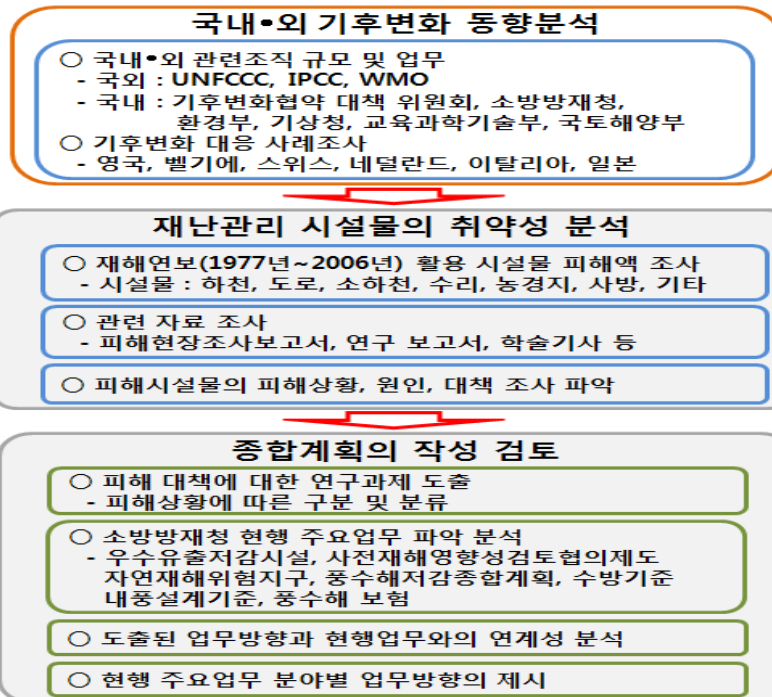 국내•외 기후변화 동향분석
○ 국내•외 관련조직 규모 및 업무
- 국외 : UNFCCC, IPCC, WMO
- 국내 : 기후변화협약 대책 위원회, 소방방재청,
환경부, 기상청, 교육과학기술부, 국토해양부
○ 기후변화 대응 사례조사
- 영국, 벨기에, 스위스, 네덜란드, 이탈리아, 일본
재난관리 시설물의 취약성 분석
○ 재해연보(1977년~2006년) 활용 시설물 피해액 조사
- 시설물 : 하천, 도로, 소하천, 수리, 농경지, 사방, 기타
○ 관련 자료 조사
- 피해현장조사보고서, 연구 보고서, 학술기사 등
○ 피해시설물의 피해상황, 원인, 대책 조사 파악
종합계획의 작성 검토
○ 피해 대책에 대한 연구과제 도출
- 피해상황에 따른 구분 및 분류
○ 소방방재청 현행 주요업무 파악 분석
- 우수유출저감시설, 사전재해영향성검토협의제도
자연재해위험지구, 풍수해저감종합계획, 수방기준
내풍설계기준, 풍수해 보험
○ 도출된 업무방향과 현행업무와의 연계성 분석
○ 현행 주요업무 분야별 업무방향의 제시